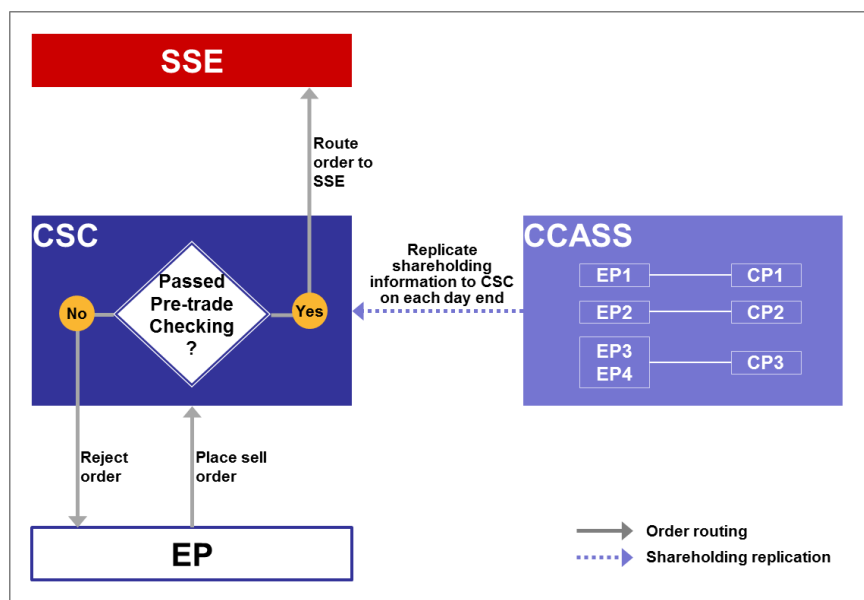 SSE
Route
order to
SSE
CSC
Passed
Pre-trade
Checking
?
No
Yes
Replicate
shareholding
information to CSC
on each day end
CCASS
EP1
CP1
EP2
CP2
EP3
EP4
CP3
Reject
order
Place sell
order
EP
Order routing
Shareholding replication